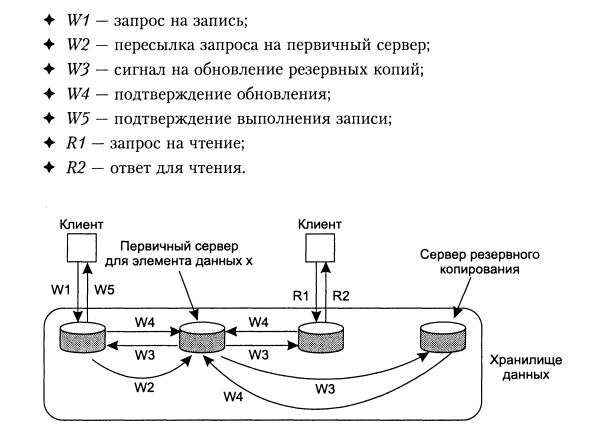 ✦ W1 — запрос на запись;
✦ W2 — пересылка запроса на первичный сервер;
✦ W3 — сигнал на обновление резервных копий;
✦ W4 — подтверждение обновления;
✦ W5 — подтверждение выполнения записи;
✦ R1 — запрос на чтение;
✦ R2 — ответ для чтения.
Клиент
Клиент
Первичный сервер
для элемента данных x
Сервер резервного
копирования
W1
W5
R1
R2
W4
W4
W3
W3
W2
W4
W3
Хранилище
данных